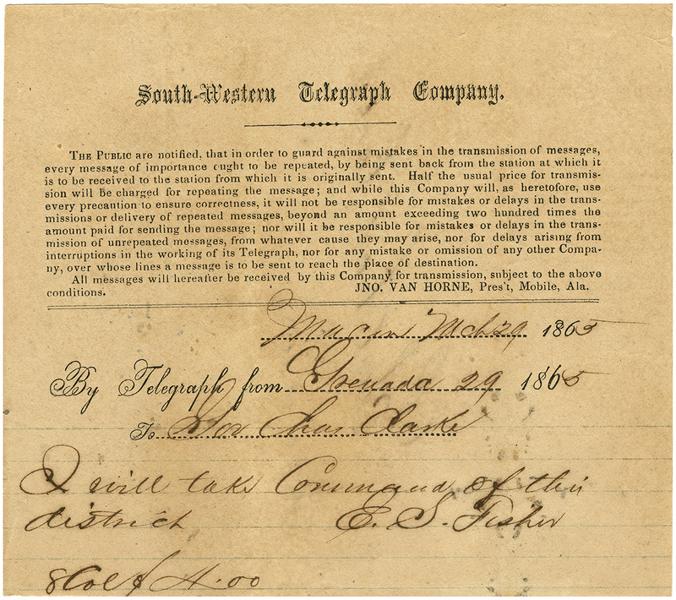 South-Western Telegraph Company.
THE PUBLIC are notified, that in order to guard against mistakes in the transmission of messages,
every message of importance ought to be repeated, by being sent back from the station at which it
is to be received to the station from which it is originally sent. Half the usual price for transmis-
sion will be charged for repeating the message; and while this Company will, as heretofore, use
every precaution to ensure correctness, it will not be responsible for mistakes or delays in the trans-
missions or delivery of repeated messages, beyond an amount exceeding two hundred times the
amount paid for sending the message; nor will it be responsible for mistakes or delays in the trans-
mission of unrepeated messages, from whatever cause they may arise, nor for delays arising from
interruptions in the working of its Telegraph, nor for any mistake or omission of any other Compa-
ny, over whose lines a message is to be sent to reach the place of destination.
All messages will hereafter be received by this Company for transmission, subject to the above
conditions. JNO. VAN HORNE, Pres't, Mobile, Ala.
Macon Mch 29 1865
By Telegraph from Grenada 29 1865
To Gov Chas Clarke
I will take Command of this
district E. S. Fisher
8 Col 4.00